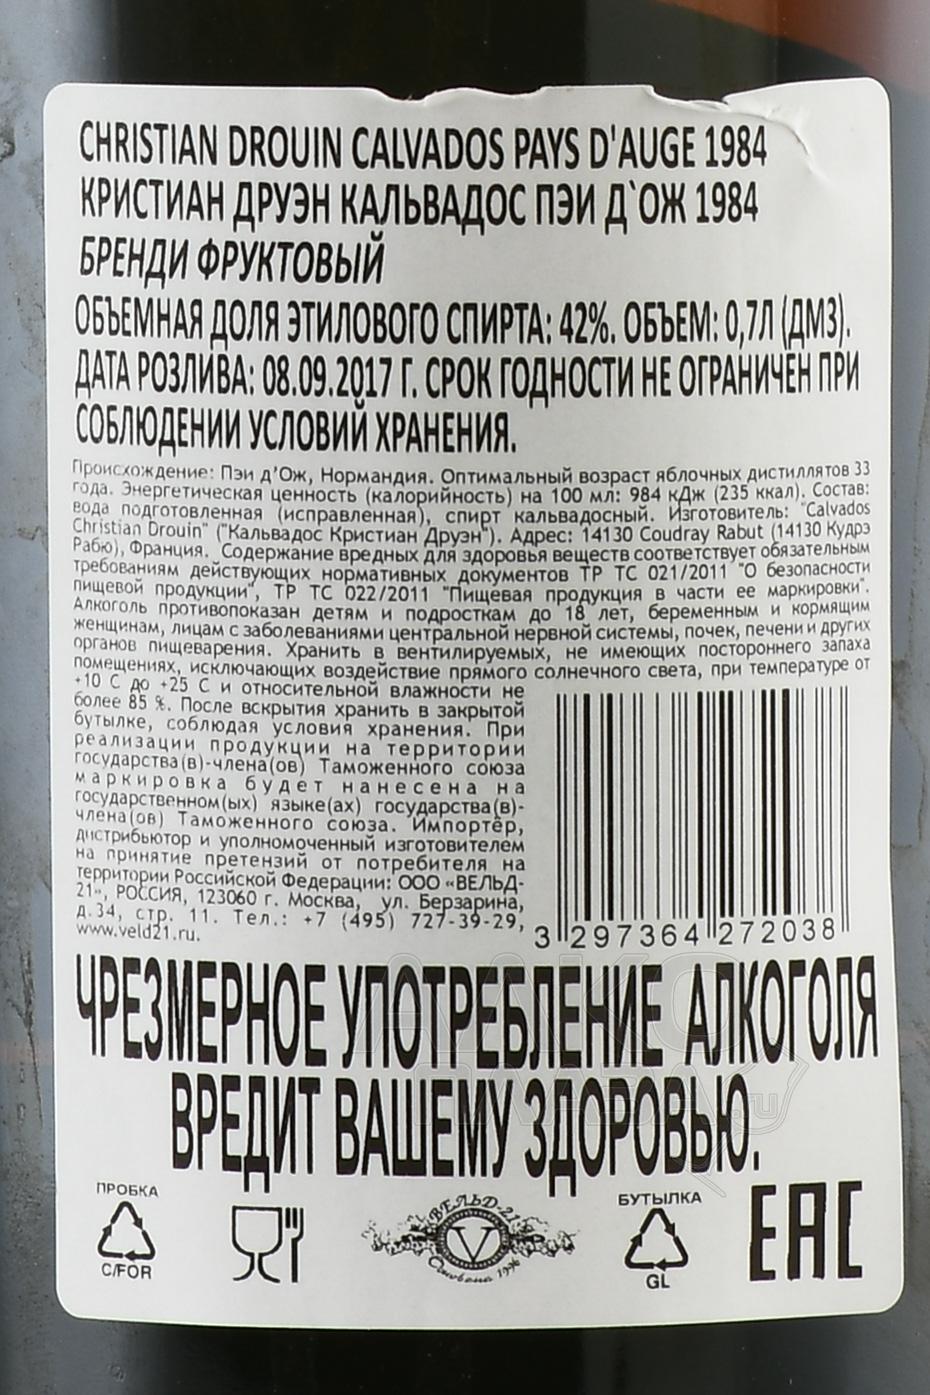 CHRISTIAN DROUIN CALVADOS PAYS D'AUGE 1984
КРИСТИАН ДРУЭН КАЛЬВАДОС ПЭИ Д`ОЖ 1984
БРЕНДИ ФРУКТОВЫЙ
ОБЪЕМНАЯ ДОЛЯ ЭТИЛОВОГО СПИРТА: 42%. ОБЪЕМ: 0,7Л (ДМ3).
ДАТА РОЗЛИВА: 08.09.2017 Г. СРОК ГОДНОСТИ НЕ ОГРАНИЧЕН ПРИ
СОБЛЮДЕНИИ УСЛОВИЙ ХРАНЕНИЯ.
Происхождение: Пэи д'Ож, Нормандия. Оптимальный возраст яблочных дистиллятов 33
года. Энергетическая ценность (калорийность) на 100 мл: 984 кДж (235 ккал). Состав:
вода подготовленная (исправленная), спирт кальвадосный. Изготовитель: "Calvados
Christian Drouin" ("Кальвадос Кристиан Друэн"). Адрес: 14130 Coudray Rabut (14130 Кудрэ
Рабю), Франция. Содержание вредных для здоровья веществ соответствует обязательным
требованиям действующих нормативных документов ТР ТС 021/2011 "О безопасности
пищевой продукции", ТР ТС 022/2011 "Пищевая продукция в части ее маркировки".
Алкоголь противопоказан детям и подросткам до 18 лет, беременным и кормящим
женщинам, лицам с заболеваниями центральной нервной системы, почек, печени и других
органов пищеварения. Хранить в вентилируемых, не имеющих постороннего запаха
помещениях, исключающих воздействие прямого солнечного света, при температуре от
+10 С до +25 С и относительной влажности не
более 85 %. После вскрытия хранить в закрытой
бутылке, соблюдая условия хранения. При
реализации продукции на территории
государства(в)-члена(ов) Таможенного союза
маркировка будет нанесена на
государственном(ых) языке(ах) государства(в)-
члена(ов) Таможенного союза. Импортёр,
дистрибьютор и уполномоченный изготовителем
на принятие претензий от потребителя на
территории Российской Федерации: ООО «ВЕЛЬД-
21», РОССИЯ, 123060 г. Москва, ул. Берзарина,
д.34, стр. 11. Тел.: +7 (495) 727-39-29,
www.veld21.ru.
3 297364 272038
ЧРЕЗМЕРНОЕ УПОТРЕБЛЕНИЕ АЛКОГОЛЯ
ВРЕДИТ ВАШЕМУ ЗДОРОВЬЮ.
ПРОБКА
C/FOR
ВЕЛЬД-21
V
Основана 1996
БУТЫЛКА
GL
EAC